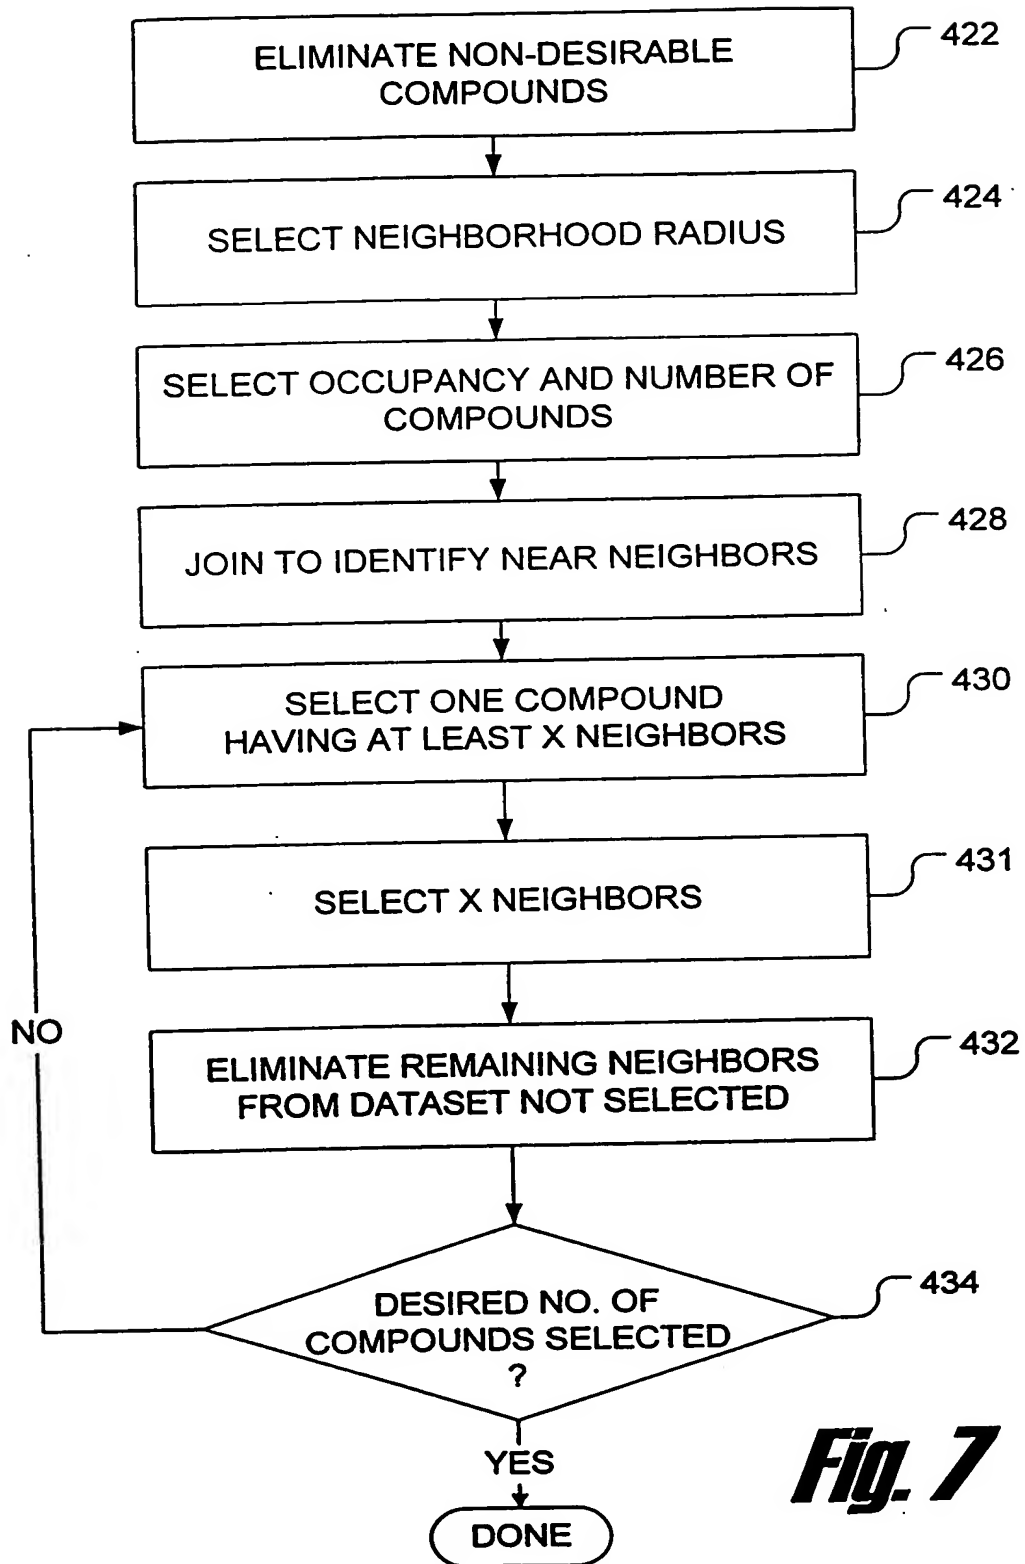 ELIMINATE NON-DESIRABLE
COMPOUNDS
422
SELECT NEIGHBORHOOD RADIUS
424
SELECT OCCUPANCY AND NUMBER OF
COMPOUNDS
426
JOIN TO IDENTIFY NEAR NEIGHBORS
428
SELECT ONE COMPOUND
HAVING AT LEAST X NEIGHBORS
430
SELECT X NEIGHBORS
431
NO
ELIMINATE REMAINING NEIGHBORS
FROM DATASET NOT SELECTED
432
DESIRED NO. OF
COMPOUNDS SELECTED
?
434
YES
DONE
Fig. 7